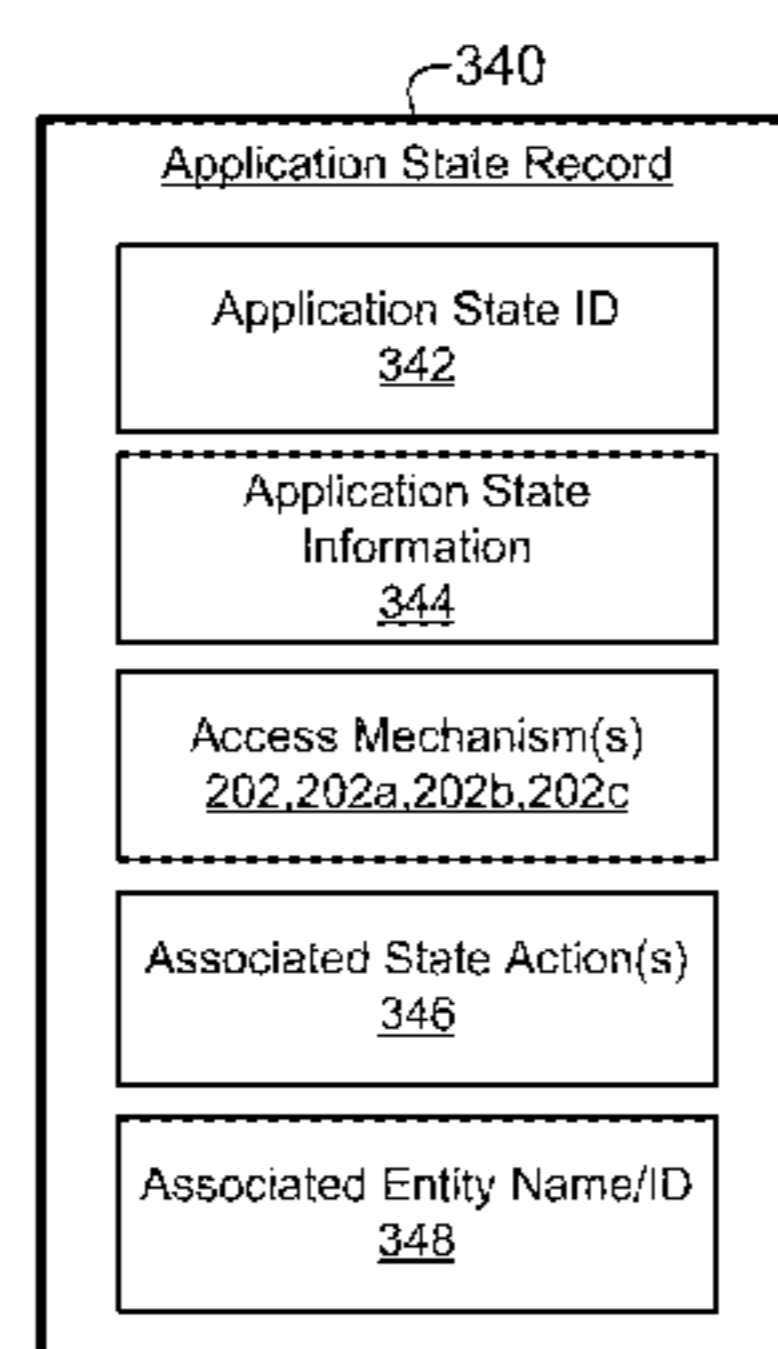 340
Application State Record
Application State ID
342
Application State
Information
344
Access Mechanism(s)
202,202a,202b,202c
Associated State Action(s)
346
Associated Entity Name/ID
348